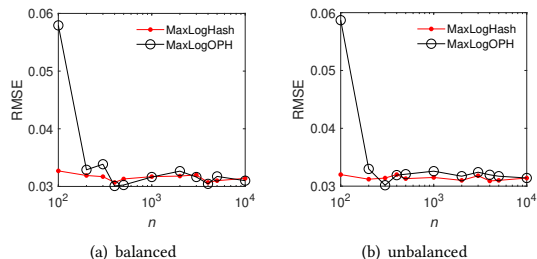 0.06
0.05
0.04
0.03
RMSE
MaxLogHash
MaxLogOPH
10^2
10^3
10^4
n
(a) balanced
0.06
0.05
0.04
0.03
RMSE
MaxLogHash
MaxLogOPH
10^2
10^3
10^4
n
(b) unbalanced